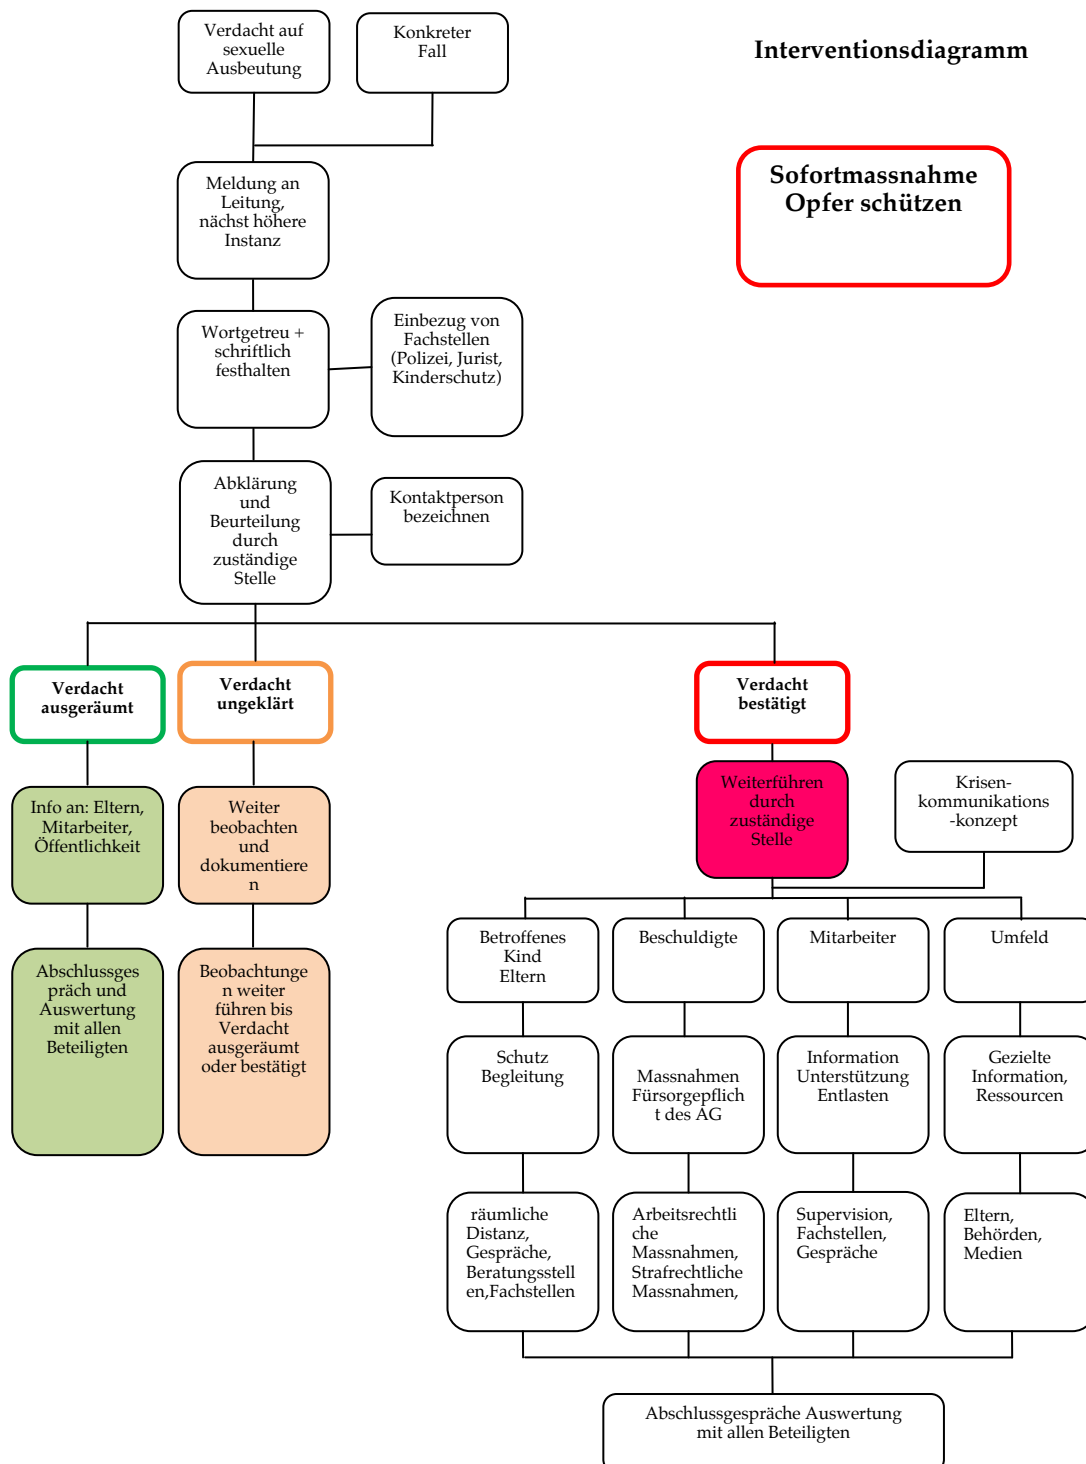 Verdacht auf
sexuelle
Ausbeutung
Konkreter
Fall
Interventionsdiagramm
Sofortmassnahme
Opfer schützen
Meldung an
Leitung,
nächst höhere
Instanz
Wortgetreu +
schriftlich
festhalten
Einbezug von
Fachstellen
(Polizei, Jurist,
Kinderschutz)
Abklärung
und
Beurteilung
durch
zuständige
Stelle
Kontaktperson
bezeichnen
Verdacht
ausgeräumt
Verdacht
ungeklärt
Verdacht
bestätigt
Info an: Eltern,
Mitarbeiter,
Öffentlichkeit
Weiter
beobachten
und
dokumentiere
n
Weiterführen
durch
zuständige
Stelle
Krisen-
kommunikations
-konzept
Abschlussge
spräch und
Auswertung
mit allen
Beteiligten
Beobachtunge
n weiter
führen bis
Verdacht
ausgeräumt
oder bestätigt
Betroffenes
Kind
Eltern
Beschuldigte
Mitarbeiter
Umfeld
Schutz
Begleitung
Massnahmen
Fürsorgepflich
t des AG
Information
Unterstützung
Entlasten
Gezielte
Information,
Ressourcen
räumliche
Distanz,
Gespräche,
Beratungsstell
en,Fachstellen
Arbeitsrechtli
che
Massnahmen,
Strafrechtliche
Massnahmen,
Supervision,
Fachstellen,
Gespräche
Eltern,
Behörden,
Medien
Abschlussgespräche Auswertung
mit allen Beteiligten